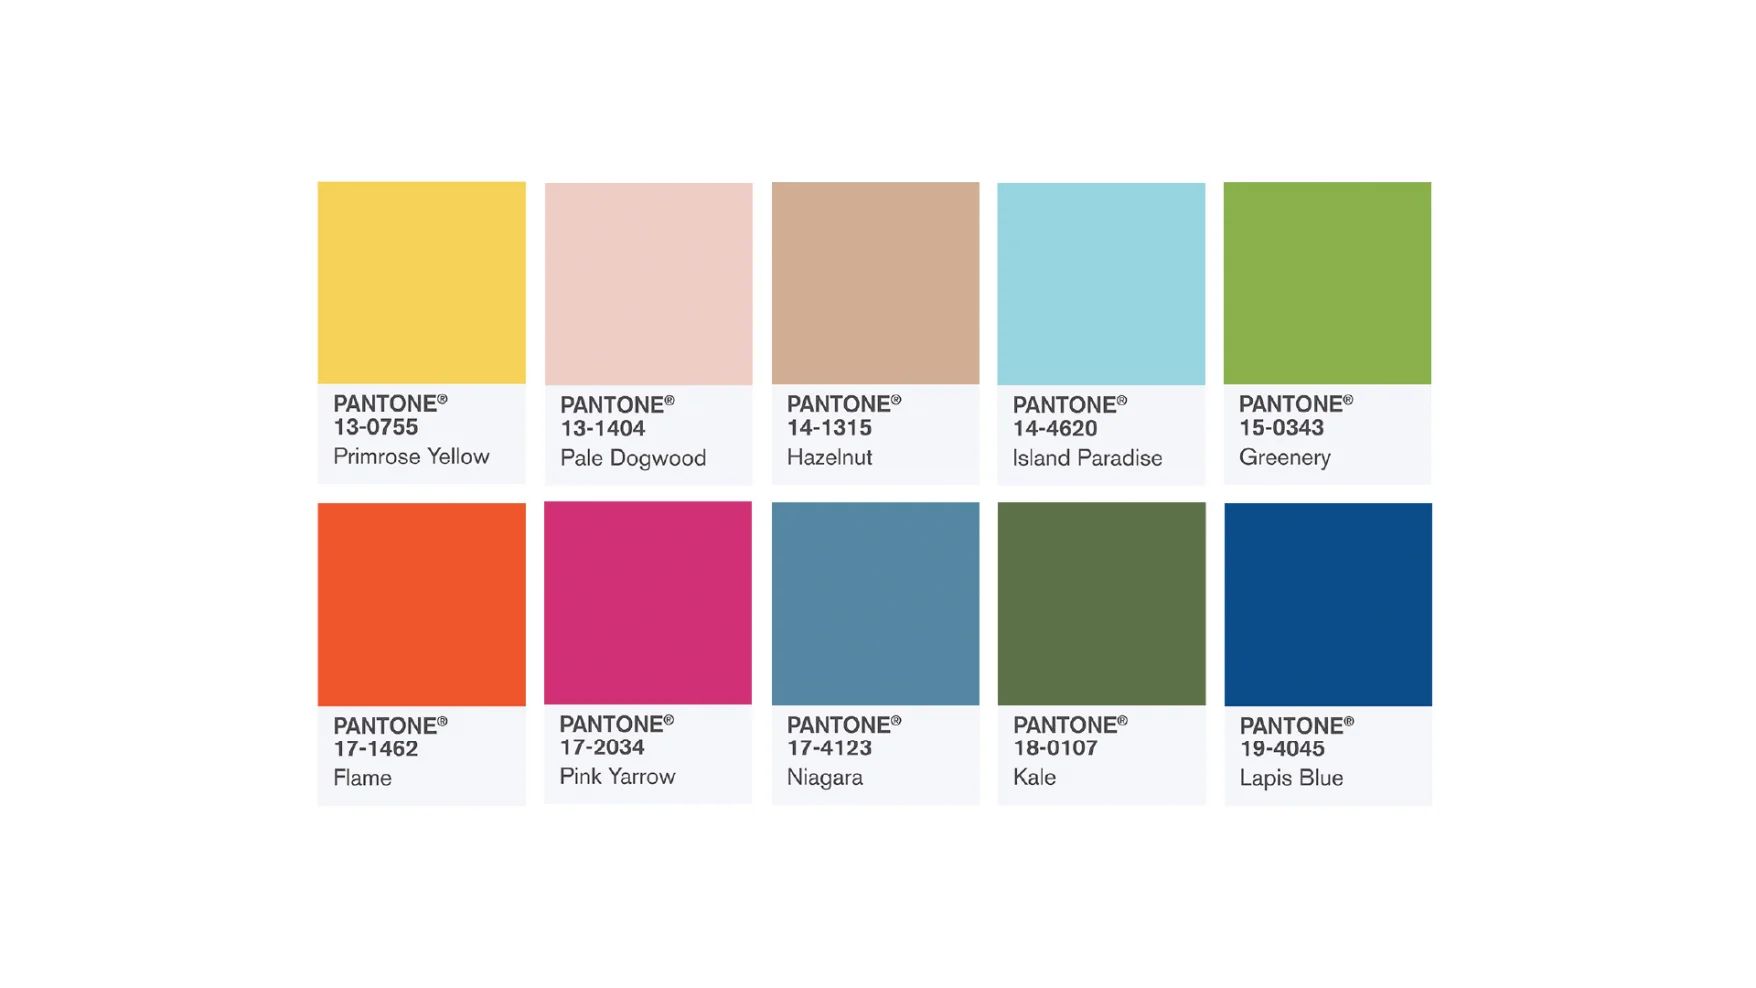 PANTONE®
13-0755
Primrose Yellow
PANTONE®
13-1404
Pale Dogwood
PANTONE®
14-1315
Hazelnut
PANTONE®
14-4620
Island Paradise
PANTONE®
15-0343
Greenery
PANTONE®
17-1462
Flame
PANTONE®
17-2034
Pink Yarrow
PANTONE®
17-4123
Niagara
PANTONE®
18-0107
Kale
PANTONE®
19-4045
Lapis Blue